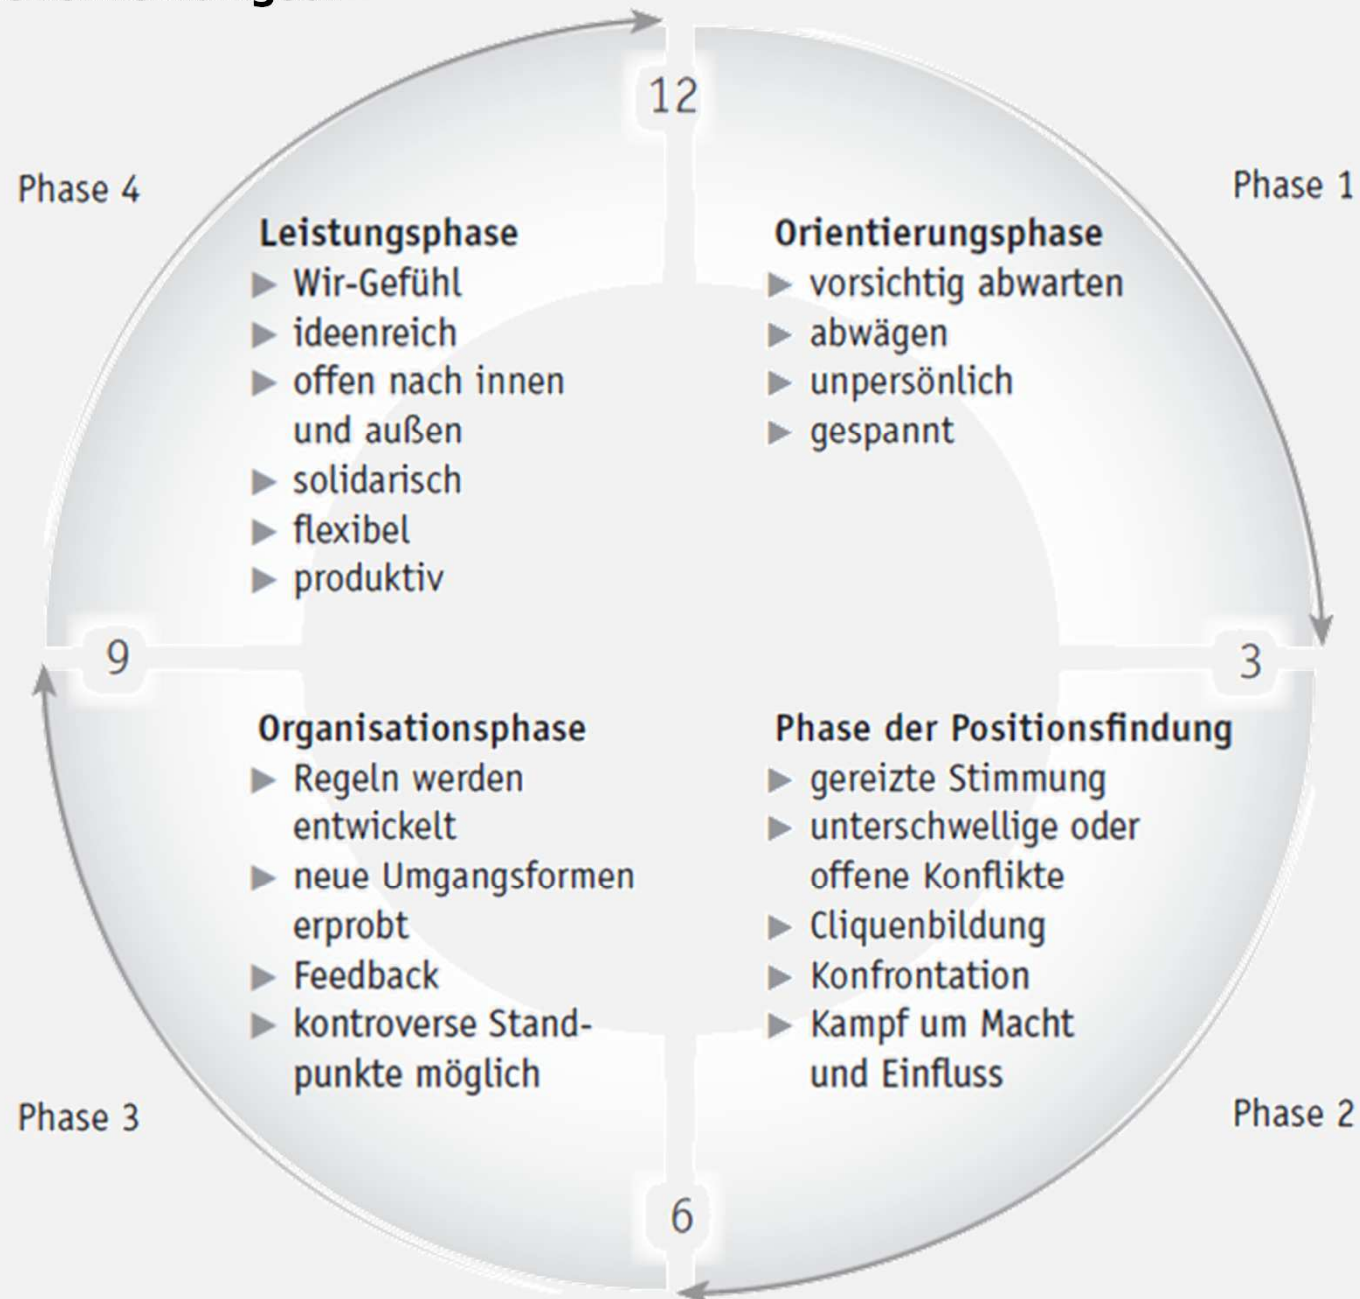 12
Phase 4
Phase 1
Leistungsphase
▶ Wir-Gefühl
▶ ideenreich
▶ offen nach innen
und außen
▶ solidarisch
▶ flexibel
▶ produktiv
Orientierungsphase
▶ vorsichtig abwarten
▶ abwägen
▶ unpersönlich
▶ gespannt
9
3
Organisationsphase
▶ Regeln werden
entwickelt
▶ neue Umgangsformen
erprobt
▶ Feedback
▶ kontroverse Stand-
punkte möglich
Phase der Positionsfindung
▶ gereizte Stimmung
▶ unterschwellige oder
offene Konflikte
▶ Cliquenbildung
▶ Konfrontation
▶ Kampf um Macht
und Einfluss
Phase 3
Phase 2
6